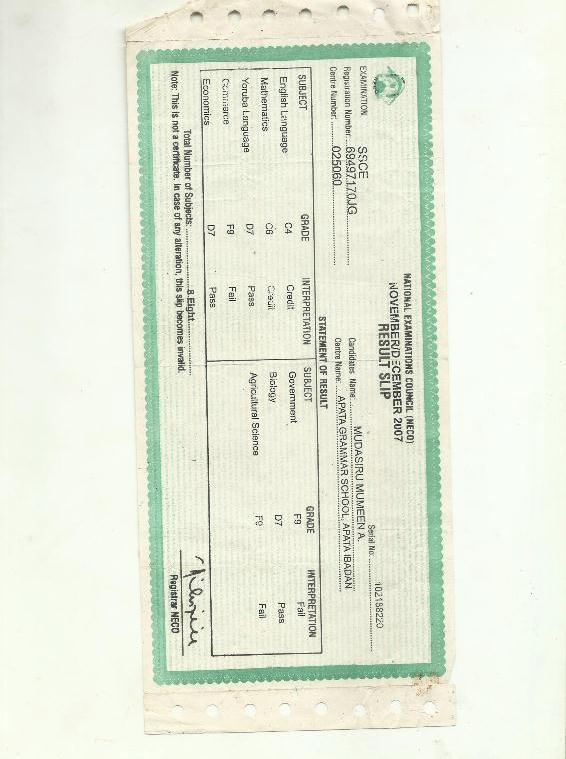 NATIONAL EXAMINATIONS COUNCIL (NECO)
NOVEMBER/DECEMBER 2007
RESULT SLIP
Serial No: 102188220
EXAMINATION: SSCE
Candidates Name: MUDASIRU MUMEEN A.
Registration Number: 69497170JG
Centre Name: APATA GRAMMAR SCHOOL, APATA IBADAN
Centre Number: 025060
STATEMENT OF RESULT
SUBJECT GRADE INTERPRETATION SUBJECT GRADE INTERPRETATION
English Language C4 Credit Government F9 Fail
Mathematics C6 Credit Biology D7 Pass
Yoruba Language D7 Pass Agricultural Science F9 Fail
Commerce F9 Fail
Economics D7 Pass
Total Number of Subjects: 8 Eight
Note: This is not a certificate. In case of any alteration, this slip becomes invalid.
Registrar NECO